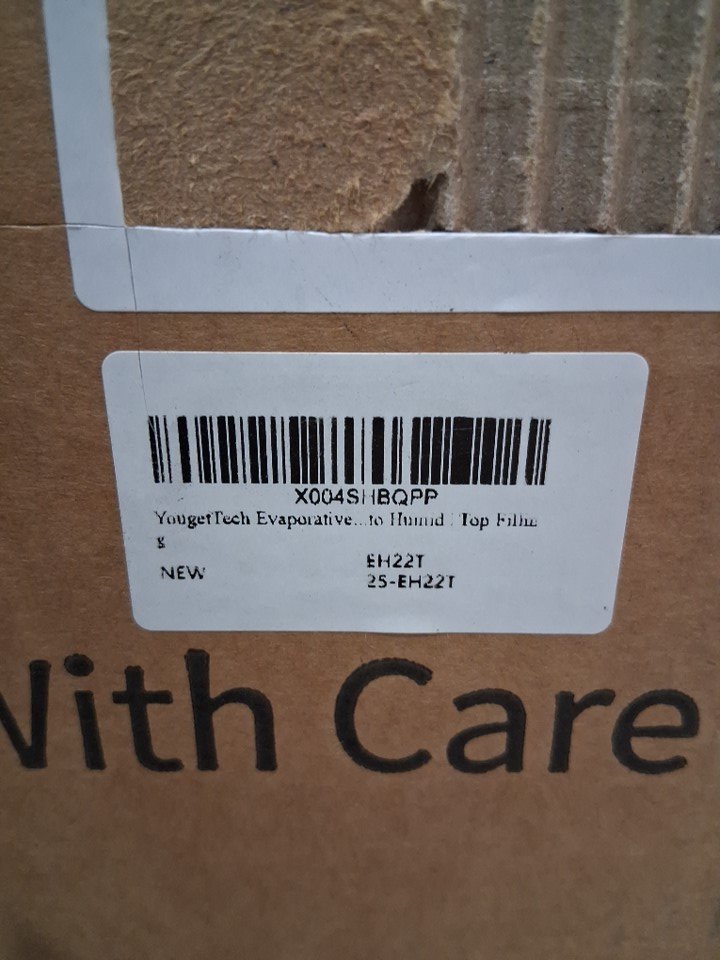 X004SHBQPP
YougetTech Evaporative...to Humid | Top Fillin
g
NEW
EH22T
25-EH22T
With Care